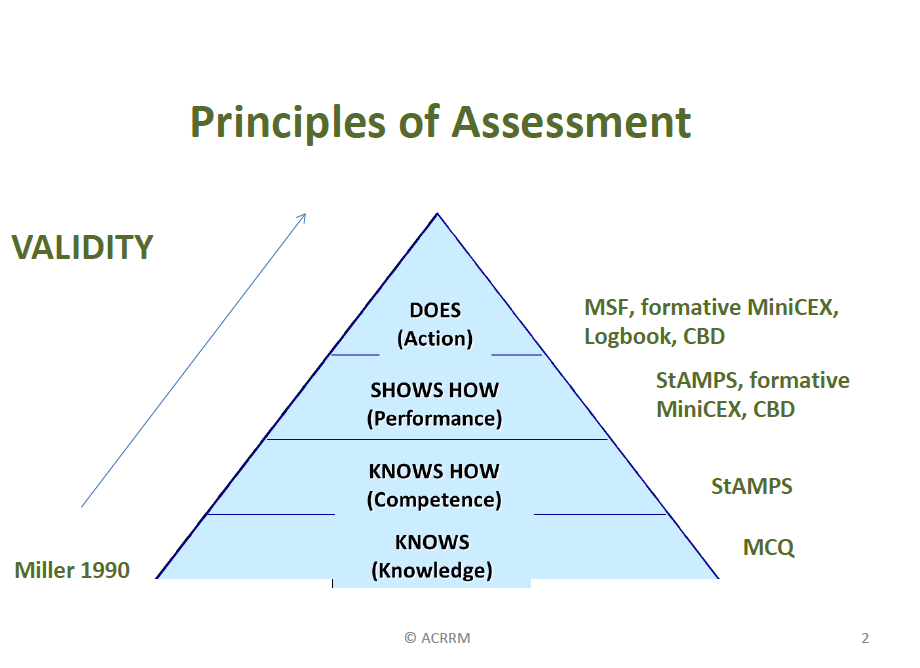 Principles of Assessment
VALIDITY
DOES
(Action)
MSF, formative MiniCEX,
Logbook, CBD
SHOWS HOW
(Performance)
StAMPS, formative
MiniCEX, CBD
KNOWS HOW
(Competence)
StAMPS
KNOWS
(Knowledge)
MCQ
Miller 1990
© ACRRM
2